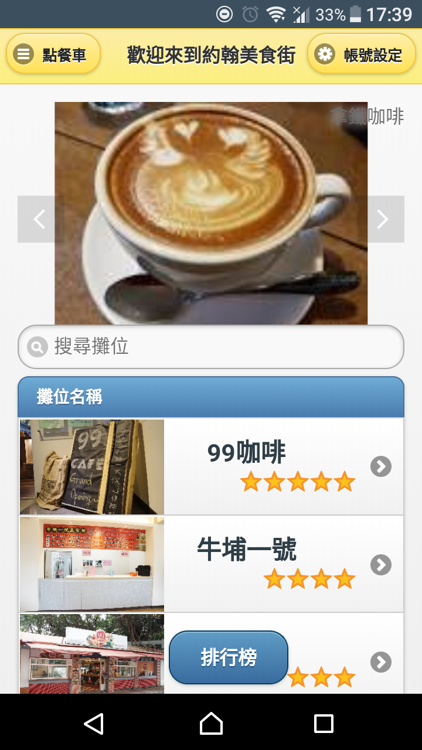 33% 17:39
點餐車
歡迎來到約翰美食街
帳號設定
咖啡
搜尋攤位
攤位名稱
99
CAFE
Grand
Opening
99咖啡
牛埔一號
排行榜